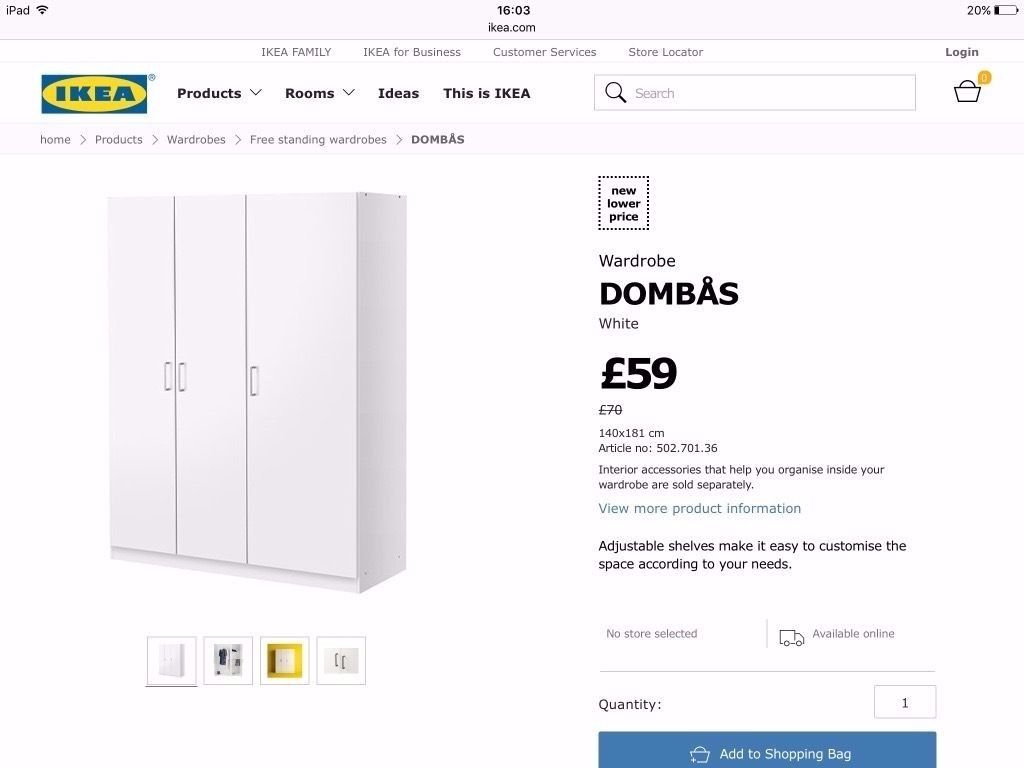 iPad 16:03 20%
ikea.com
IKEA FAMILY IKEA for Business Customer Services Store Locator Login
IKEA ® Products Rooms Ideas This is IKEA Search 0
home > Products > Wardrobes > Free standing wardrobes > DOMBÅS
new
lower
price
Wardrobe
DOMBÅS
White
£59
£70
140x181 cm
Article no: 502.701.36
Interior accessories that help you organise inside your
wardrobe are sold separately.
View more product information
Adjustable shelves make it easy to customise the
space according to your needs.
No store selected Available online
Quantity: 1
Add to Shopping Bag